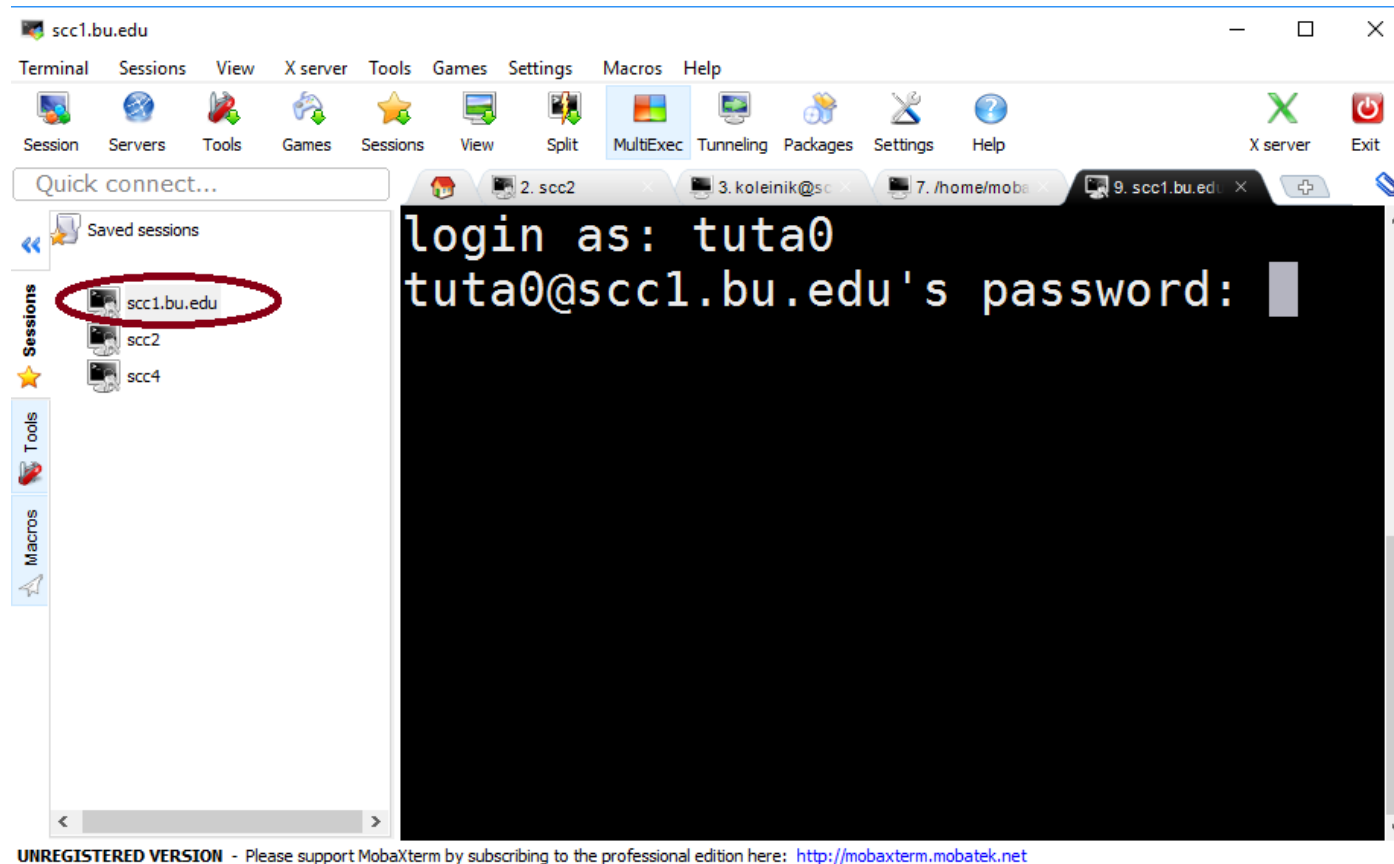 scc1.bu.edu
Terminal Sessions View X server Tools Games Settings Macros Help
Session Servers Tools Games Sessions View Split MultiExec Tunneling Packages Settings Help X server Exit
Quick connect...
2. scc2
3. koleinik@sc
7. /home/moba
9. scc1.bu.edu
Saved sessions
scc1.bu.edu
scc2
scc4
Sessions
Tools
Macros
login as: tuta0
tuta0@scc1.bu.edu's password:
UNREGISTERED VERSION - Please support MobaXterm by subscribing to the professional edition here: http://mobaxterm.mobatek.net